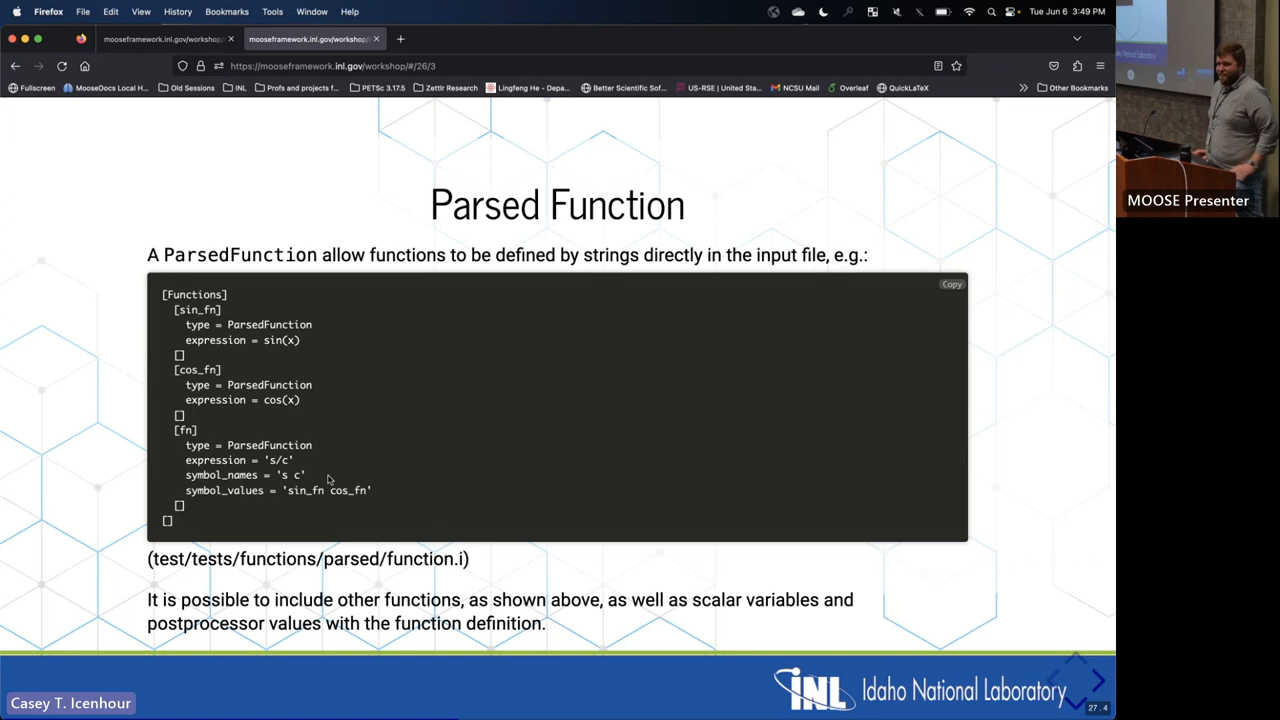 Firefox File Edit View History Bookmarks Tools Window Help Tue Jun 6 3:49 PM
mooseframework.inl.gov/workshop/ mooseframework.inl.gov/workshop/
https://mooseframework.inl.gov/workshop/#/26/3
Fullscreen MooseDocs Local H... Old Sessions INL Profs and projects f... PETSc 3.17.5 Zettlr Research Lingfeng He - Depa... Better Scientific Sof... US-RSE | United Sta... NCSU Mail Overleaf QuickLaTeX Other Bookmarks
MOOSE Presenter
Parsed Function
A ParsedFunction allow functions to be defined by strings directly in the input file, e.g.:
Copy
[Functions]
[sin_fn]
type = ParsedFunction
expression = sin(x)
[]
[cos_fn]
type = ParsedFunction
expression = cos(x)
[]
[fn]
type = ParsedFunction
expression = 's/c'
symbol_names = 's c'
symbol_values = 'sin_fn cos_fn'
[]
[]
(test/tests/functions/parsed/function.i)
It is possible to include other functions, as shown above, as well as scalar variables and
postprocessor values with the function definition.
INL Idaho National Laboratory
Casey T. Icenhour
27.4